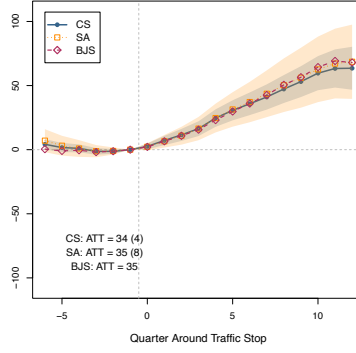 100
50
0
−50
−100
CS
SA
BJS
CS: ATT = 34 (4)
SA: ATT = 35 (8)
BJS: ATT = 35
−5 0 5 10
Quarter Around Traffic Stop